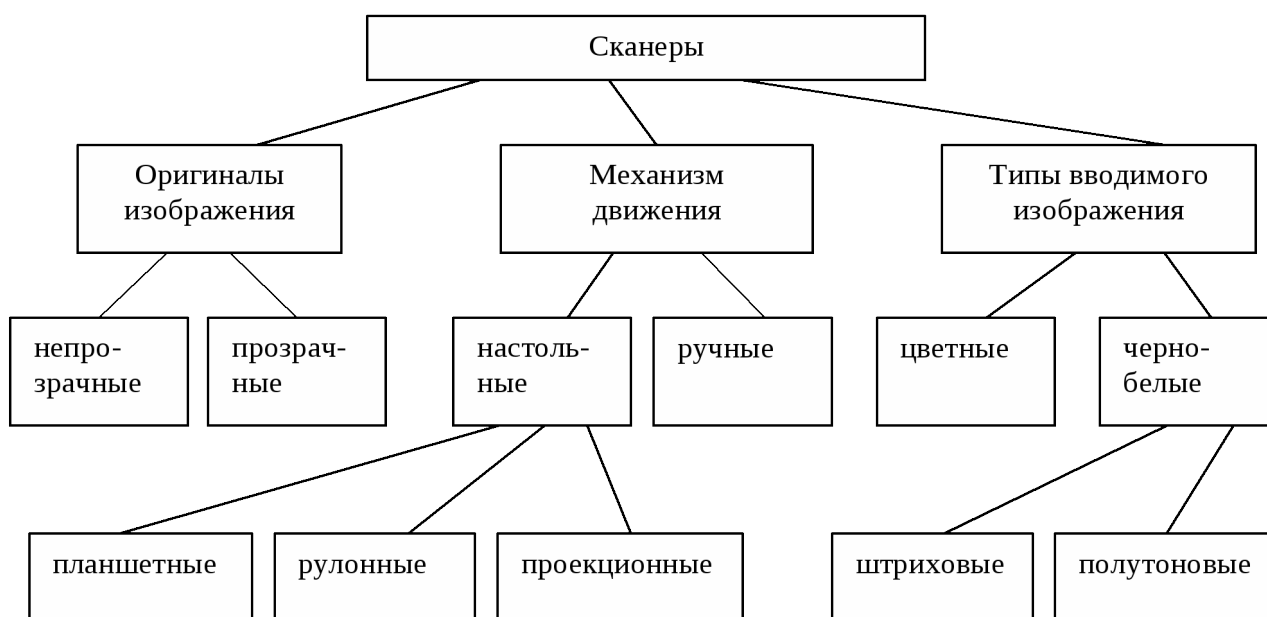 Сканеры
Оригиналы
изображения
Механизм
движения
Типы вводимого
изображения
непро-
зрачные
прозрач-
ные
настоль-
ные
ручные
цветные
черно-
белые
планшетные
рулонные
проекционные
штриховые
полутоновые